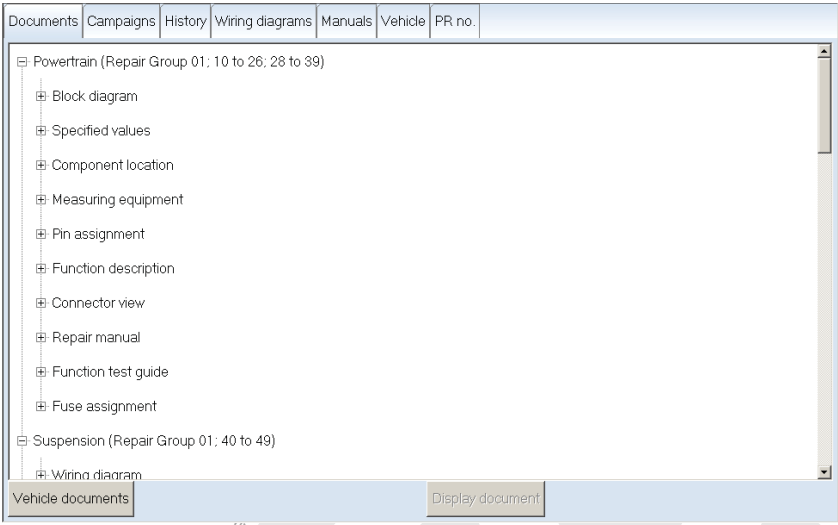 Documents Campaigns History Wiring diagrams Manuals Vehicle PR no.
Powertrain (Repair Group 01; 10 to 26; 28 to 39)
Block diagram
Specified values
Component location
Measuring equipment
Pin assignment
Function description
Connector view
Repair manual
Function test guide
Fuse assignment
Suspension (Repair Group 01; 40 to 49)
Wiring diagram
Vehicle documents Display document